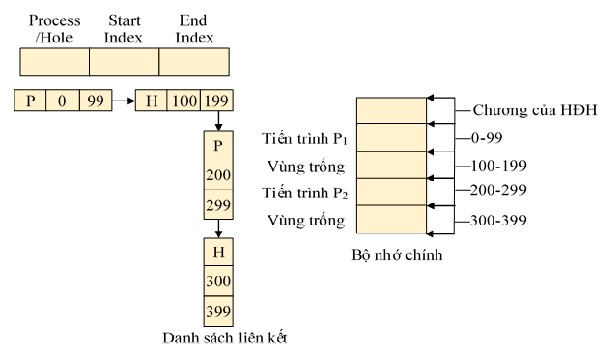 Process
/Hole
Start
Index
End
Index
P 0 99
H 100 199
P
200
299
H
300
399
Danh sách liên kết
Chương của HĐH
Tiến trình P1
0-99
Vùng trống
100-199
Tiến trình P2
200-299
Vùng trống
300-399
Bộ nhớ chính